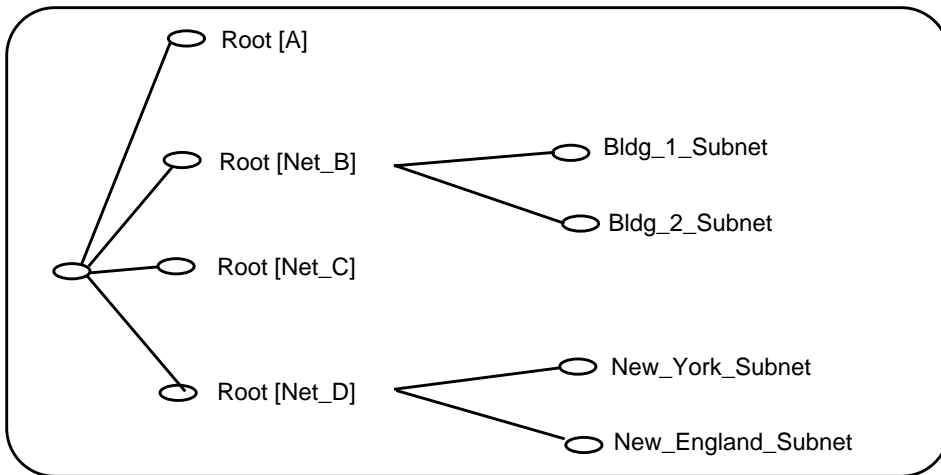 Root [A]
Root [Net_B]
Bldg_1_Subnet
Bldg_2_Subnet
Root [Net_C]
Root [Net_D]
New_York_Subnet
New_England_Subnet